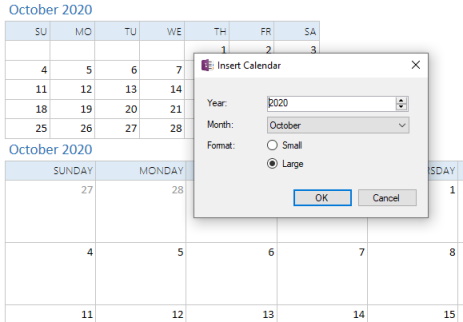 October 2020
SU MO TU WE TH FR SA
1 2 3
4 5 6 7
11 12 13 14
18 19 20 21
25 26 27 28
Insert Calendar
Year: 2020
Month: October
Format: Small
Large
OK Cancel
October 2020
SUNDAY MONDAY
27 28 1
4 5 6 7 8
11 12 13 14 15